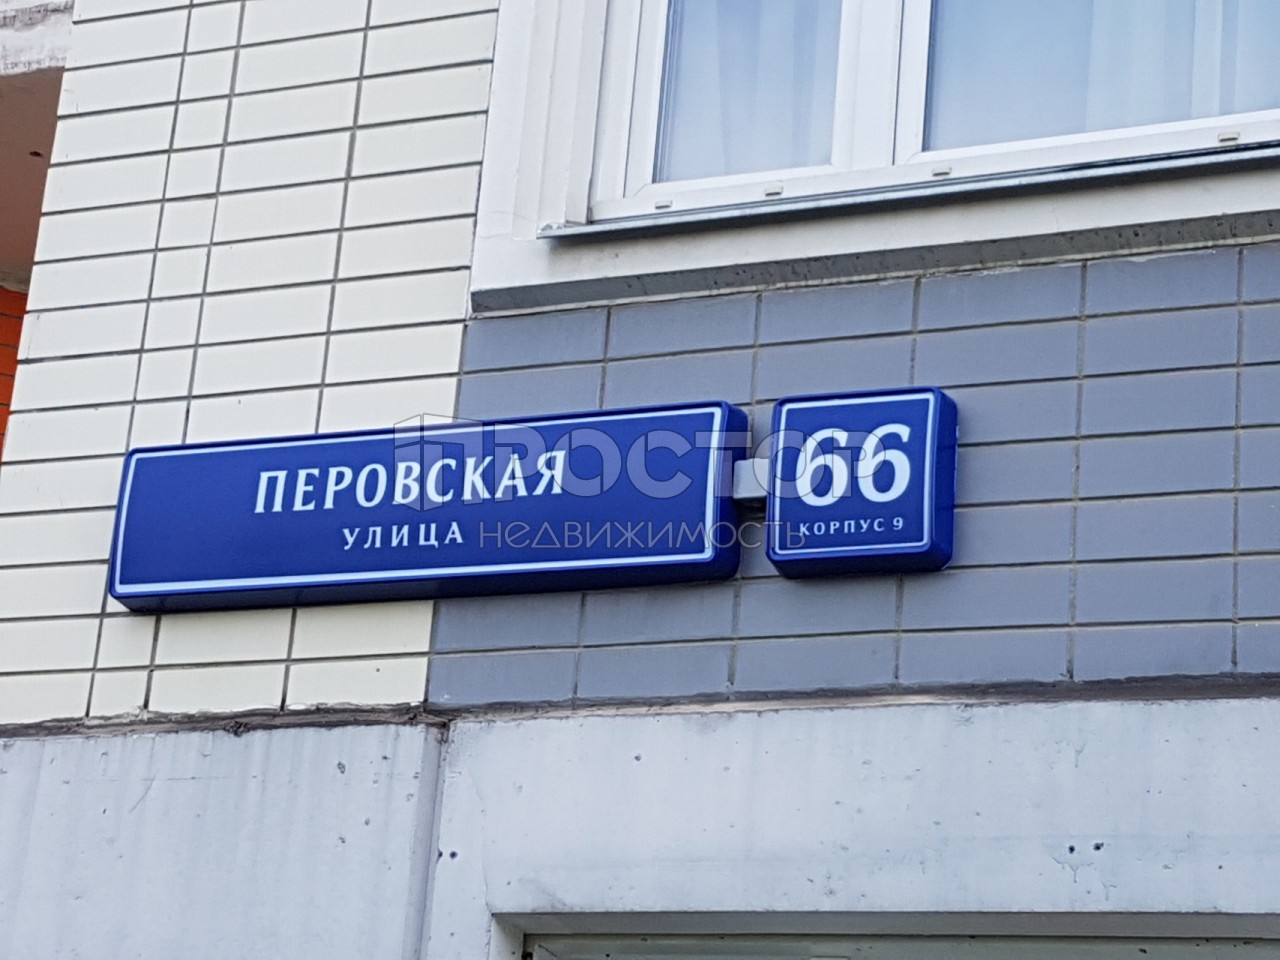 ПЕРОВСКАЯ
УЛИЦА
66
КОРПУС 9
ПРОСТОР
НЕДВИЖИМОСТЬ